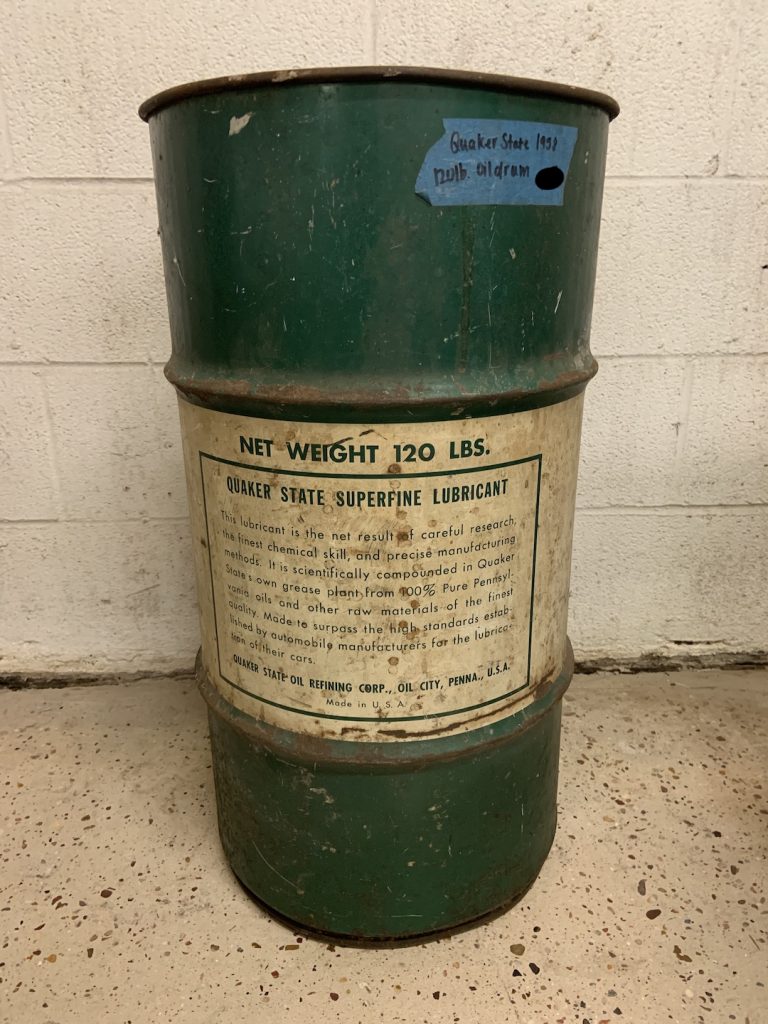 Quaker State 1938
120lb. oildrum
NET WEIGHT 120 LBS.
QUAKER STATE SUPERFINE LUBRICANT
This lubricant is the net result of careful research,
the finest chemical skill, and precise manufacturing
methods. It is scientifically compounded in Quaker
State's own grease plant from 100% Pure Pennsyl-
vania oils and other raw materials of the finest
quality. Made to surpass the high standards estab-
lished by automobile manufacturers for the lubrica-
tion of their cars.
QUAKER STATE OIL REFINING CORP., OIL CITY, PENNA., U.S.A.
Made in U.S.A.